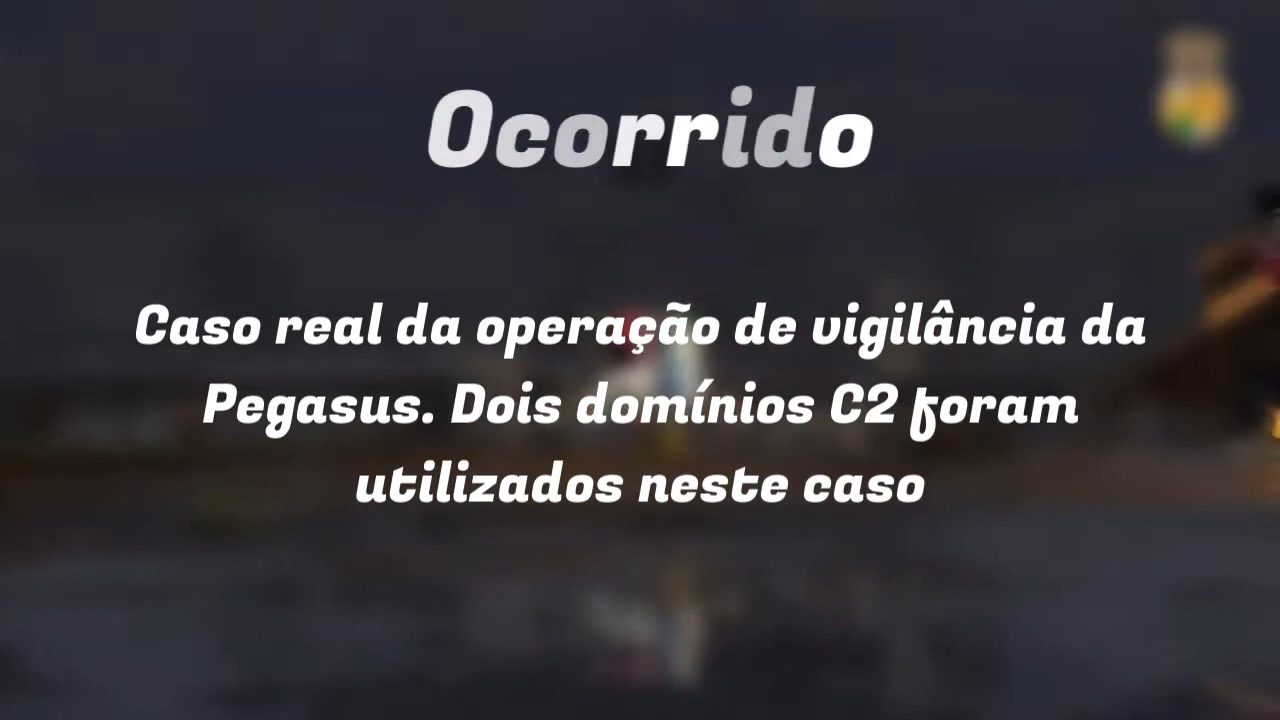 Ocorrido
Caso real da operação de vigilância da
Pegasus. Dois domínios C2 foram
utilizados neste caso